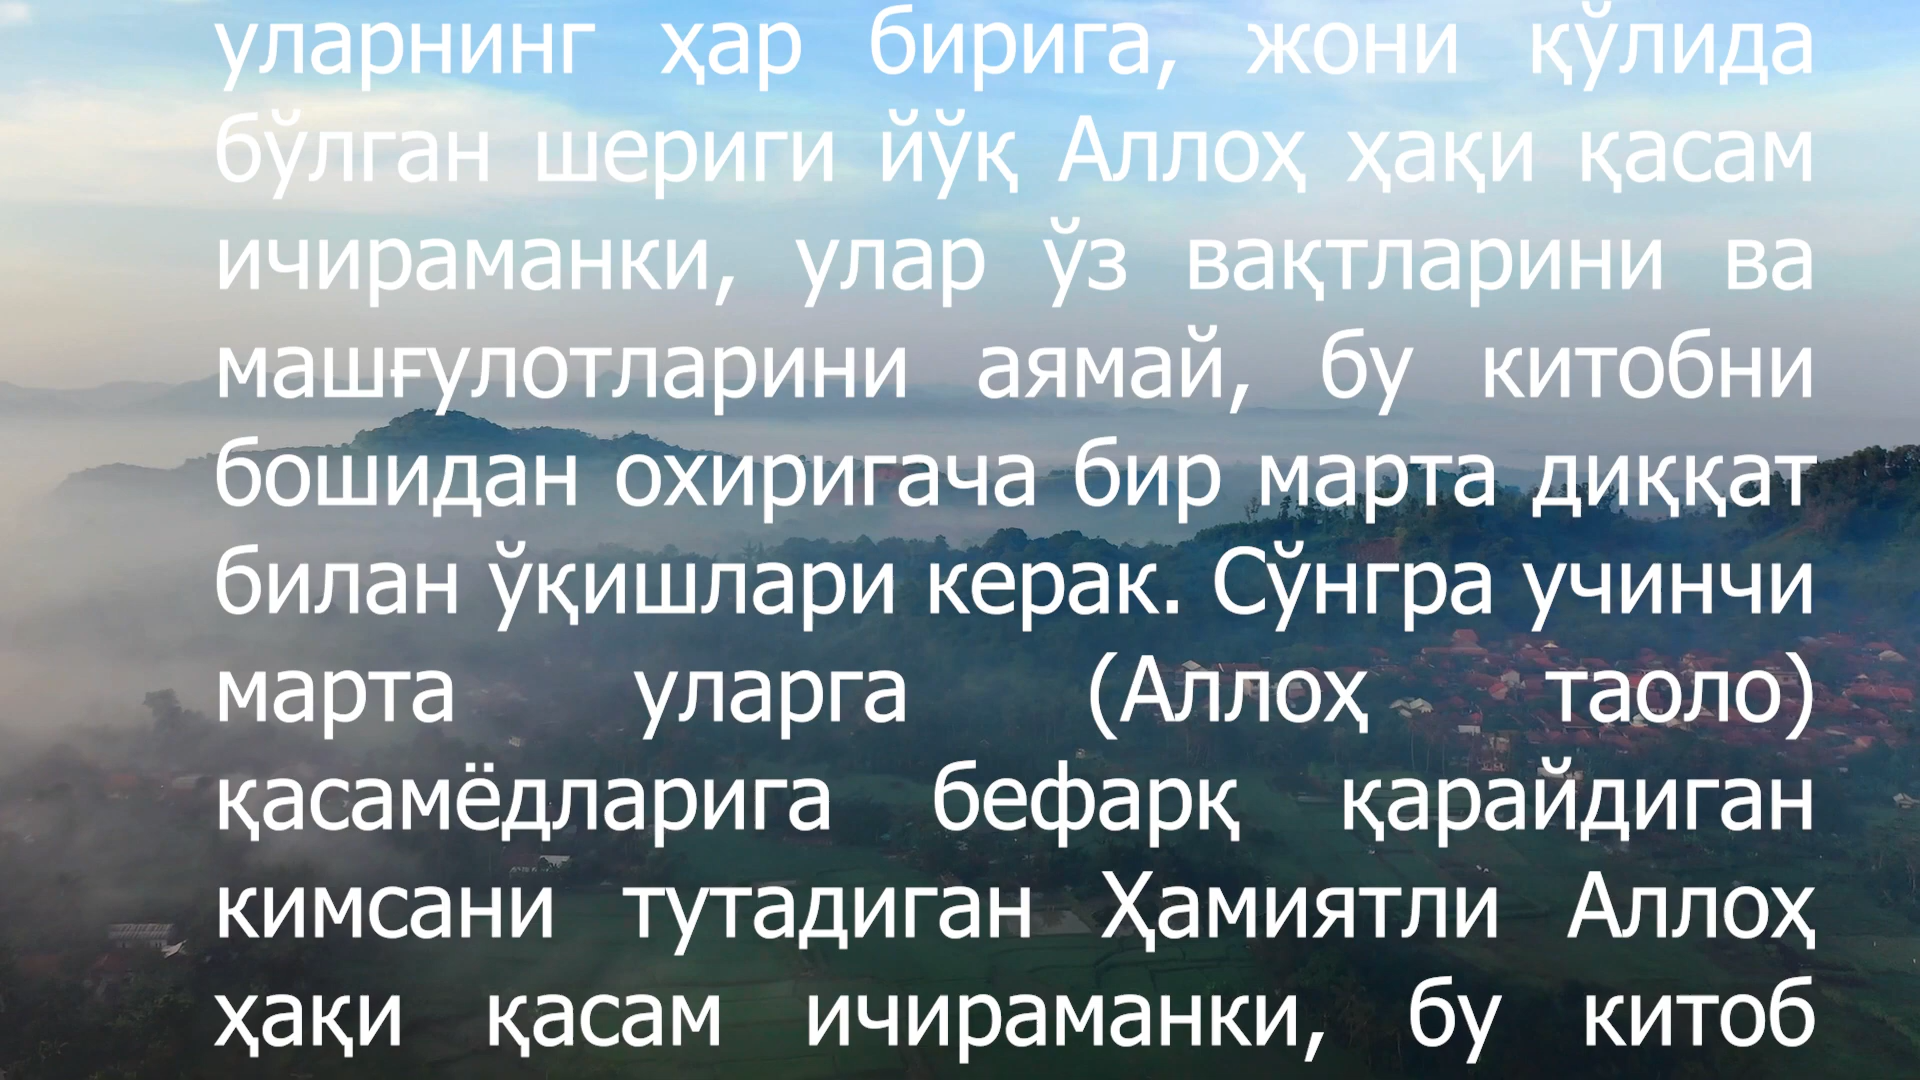 уларнинг ҳар бирига, жони қўлида
бўлган шериги йўқ Аллоҳ ҳақи қасам
ичираманки, улар ўз вақтларини ва
машғулотларини аямай, бу китобни
бошидан охиригача бир марта диққат
билан ўқишлари керак. Сўнгра учинчи
марта уларга (Аллоҳ таоло)
қасамёдларига бефарқ қарайдиган
кимсани тутадиган Ҳамиятли Аллоҳ
ҳақи қасам ичираманки, бу китоб